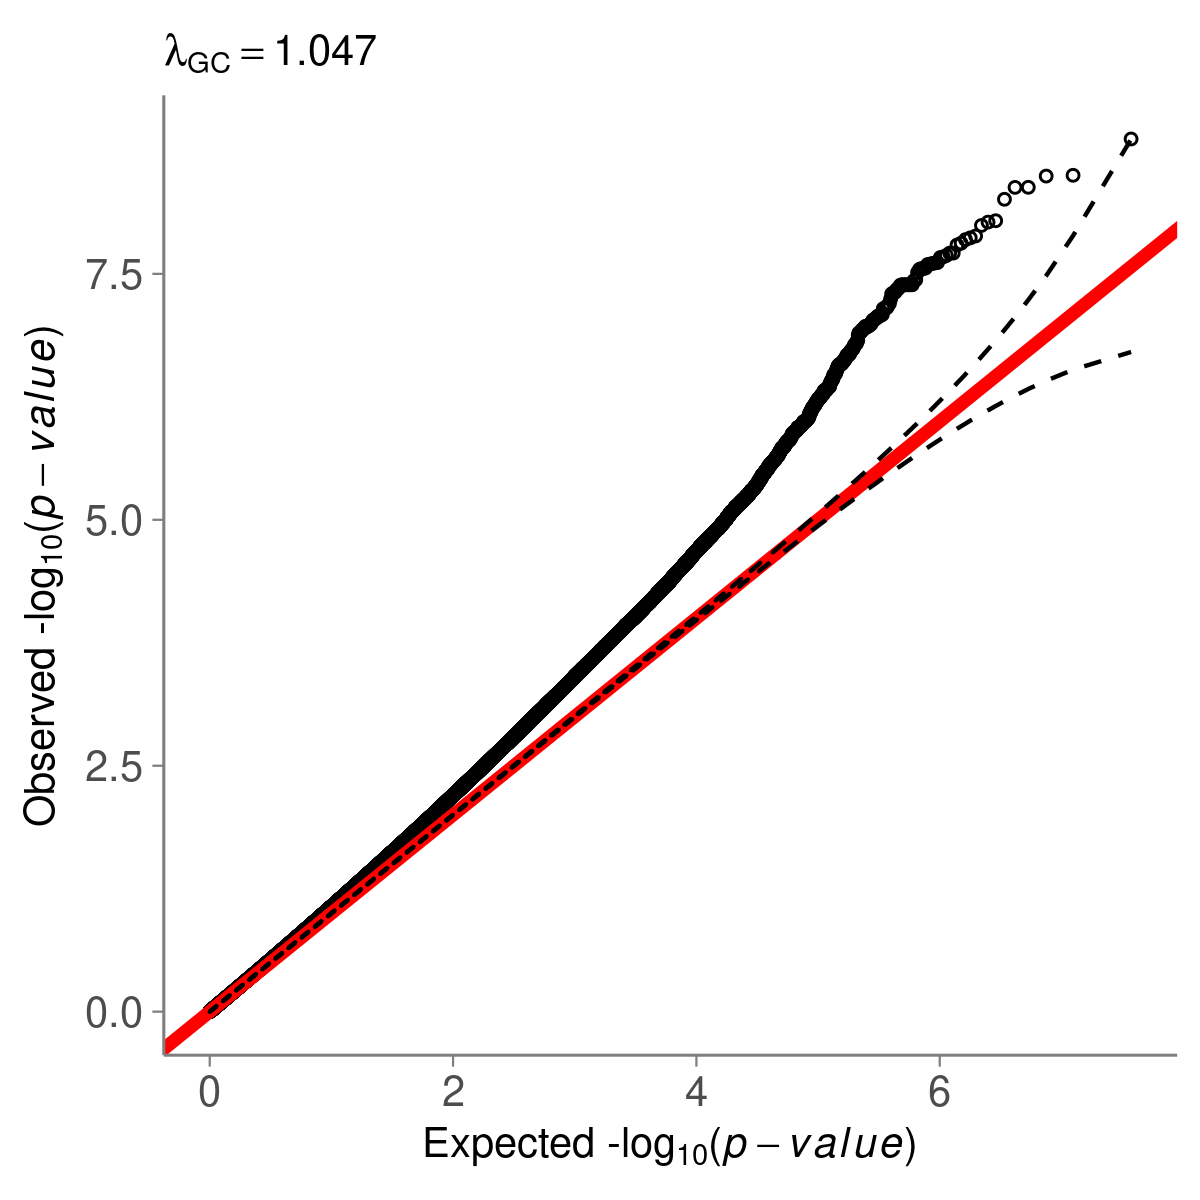 λGC = 1.047
Observed -log10(p − value)
7.5
5.0
2.5
0.0
0 2 4 6
Expected -log10(p − value)